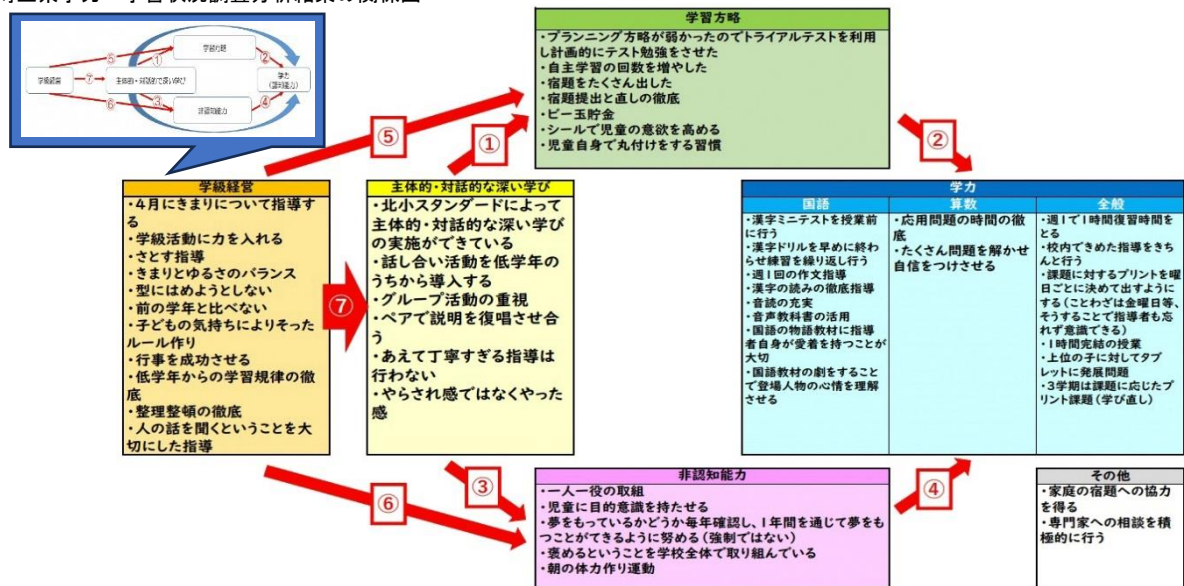 学習方略
・プランニング方略が弱かったのでトライアルテストを利用
し計画的にテスト勉強をさせた
・自主学習の回数を増やした
・宿題をたくさん出した
・宿題提出と直しの徹底
・ビー玉貯金
・シールで児童の意欲を高める
・児童自身で丸付けをする習慣
学習方略
⑤
①
②
学級経営
⑦
主体的・対話的で深い学び
学力
(認知能力)
⑥
③
④
非認知能力
⑤
①
②
学級経営
・4月にきまりについて指導す
る
・学級活動に力を入れる
・さとす指導
・きまりとゆるさのバランス
・型にはめようとしない
・前の学年と比べない
・子どもの気持ちによりそった
ルール作り
・行事を成功させる
・低学年からの学習規律の徹
底
・整理整頓の徹底
・人の話を聞くということを大
切にした指導
⑦
主体的・対話的な深い学び
・北小スタンダードによって
主体的・対話的な深い学び
の実施ができている
・話し合い活動を低学年の
うちから導入する
・グループ活動の重視
・ペアで説明を復唱させ合
う
・あえて丁寧すぎる指導は
行わない
・やらされ感ではなくやった
感
学力
国語
・漢字ミニテストを授業前
に行う
・漢字ドリルを早めに終わ
らせ練習を繰り返し行う
・週1回の作文指導
・漢字の読みの徹底指導
・音読の充実
・音声教科書の活用
・国語の物語教材に指導
者自身が愛着を持つことが
大切
・国語教材の劇をすること
で登場人物の心情を理解
させる
算数
・応用問題の時間の徹
底
・たくさん問題を解かせ
自信をつけさせる
全般
・週1で1時間復習時間を
とる
・校内できめた指導をきち
んと行う
・課題に対するプリントを曜
日ごとに決めて出すように
する(ことわざは金曜日等、
そうすることで指導者も忘
れず意識できる)
・1時間完結の授業
・上位の子に対してタブ
レットに発展問題
・3学期は課題に応じたプ
リント課題(学び直し)
⑥
③
④
非認知能力
・一人一役の取組
・児童に目的意識を持たせる
・夢をもっているかどうか毎年確認し、1年間を通じて夢をも
つことができるように努める(強制ではない)
・褒めるということを学校全体で取り組んでいる
・朝の体力作り運動
その他
・家庭の宿題への協力
を得る
・専門家への相談を積
極的に行う